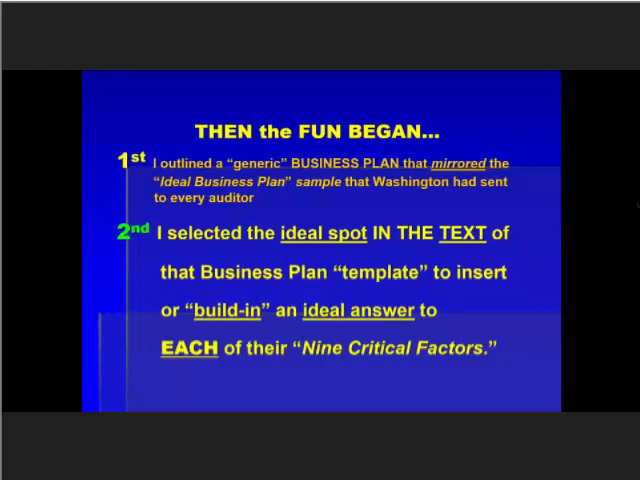 THEN the FUN BEGAN...
1st I outlined a “generic” BUSINESS PLAN that mirrored the
“Ideal Business Plan” sample that Washington had sent
to every auditor
2nd I selected the ideal spot IN THE TEXT of
that Business Plan “template” to insert
or “build-in” an ideal answer to
EACH of their “Nine Critical Factors.”